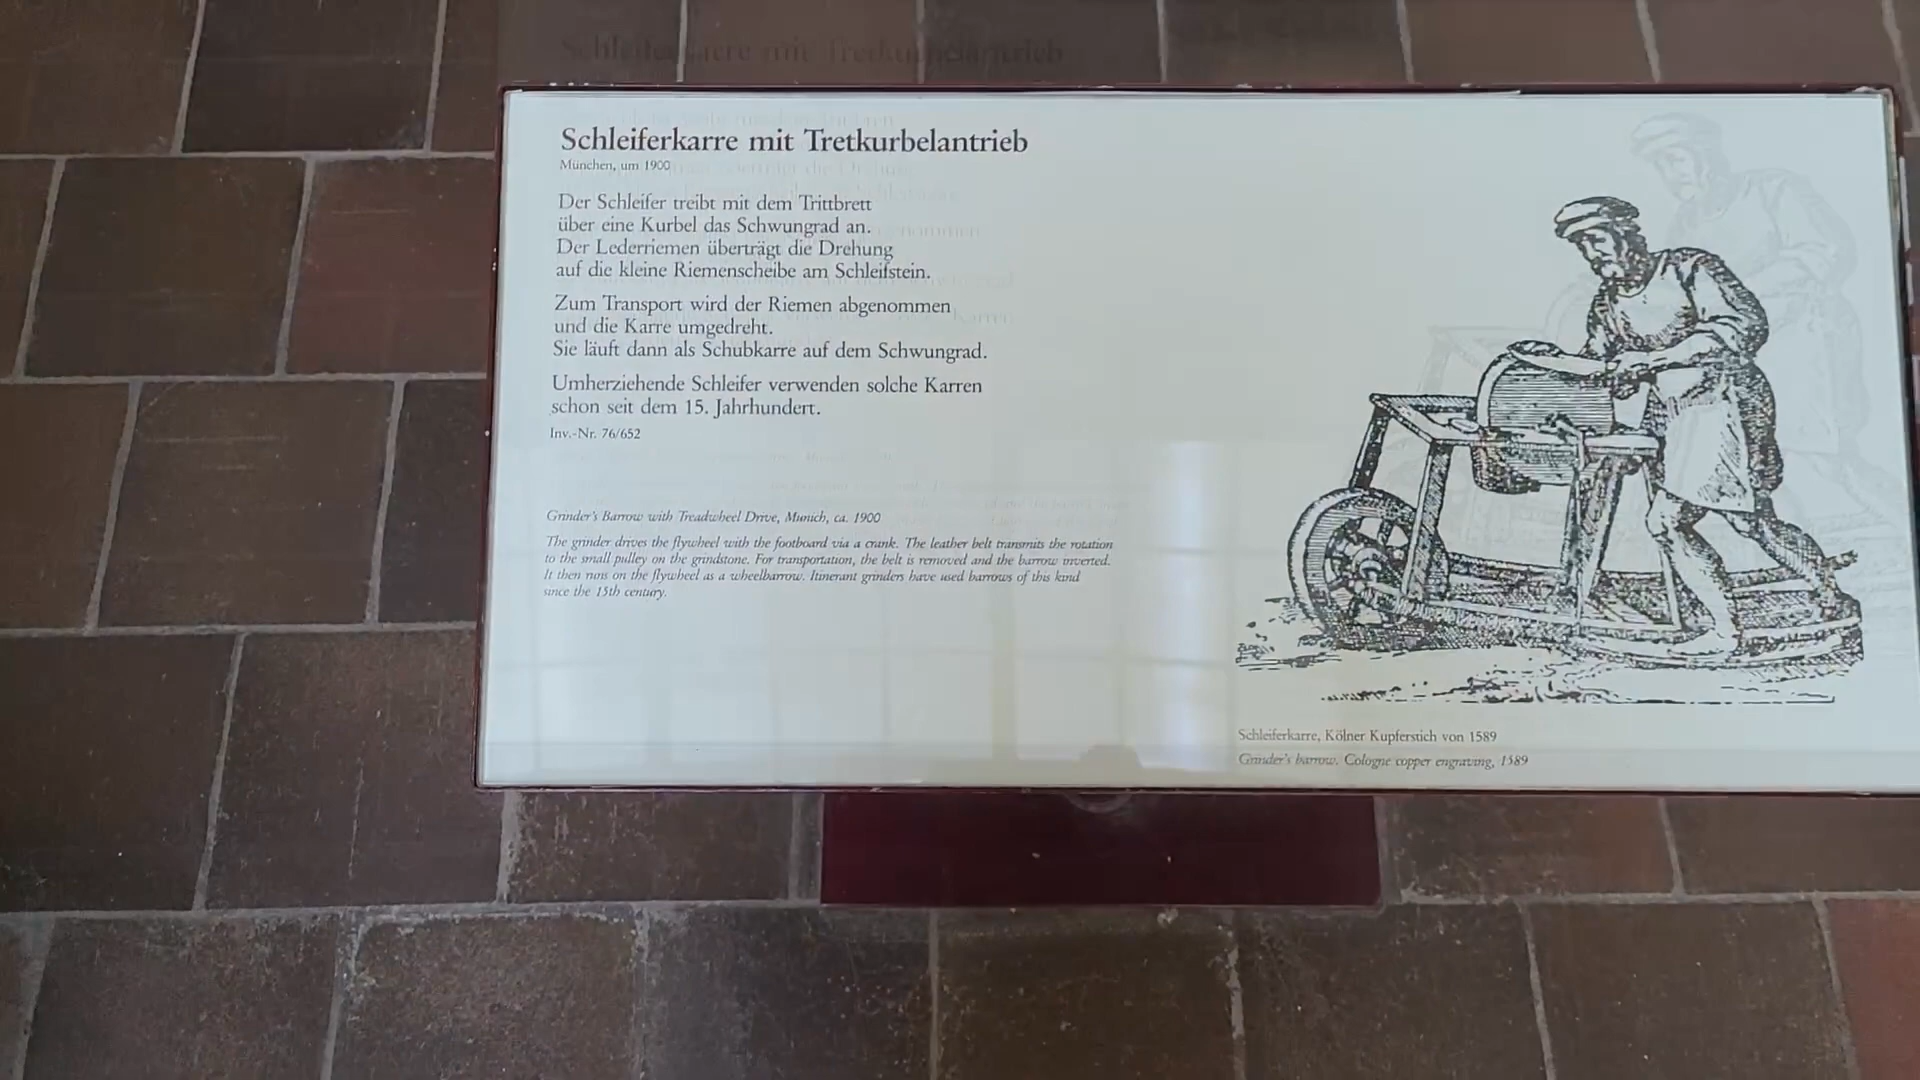 Schleiferkarre mit Tretkurbelantrieb
München, um 1900
Der Schleifer treibt mit dem Trittbrett
über eine Kurbel das Schwungrad an.
Der Lederriemen überträgt die Drehung
auf die kleine Riemenscheibe am Schleifstein.
Zum Transport wird der Riemen abgenommen
und die Karre umgedreht.
Sie läuft dann als Schubkarre auf dem Schwungrad.
Umherziehende Schleifer verwenden solche Karren
schon seit dem 15. Jahrhundert.
Inv.-Nr. 76/652
Grinder's Barrow with Treadwheel Drive, Munich, ca. 1900
The grinder drives the flywheel with the footboard via a crank. The leather belt transmits the rotation
to the small pulley on the grindstone. For transportation, the belt is removed and the barrow inverted.
It then runs on the flywheel as a wheelbarrow. Itinerant grinders have used barrows of this kind
since the 15th century.
Schleiferkarre, Kölner Kupferstich von 1589
Grinder's barrow. Cologne copper engraving, 1589